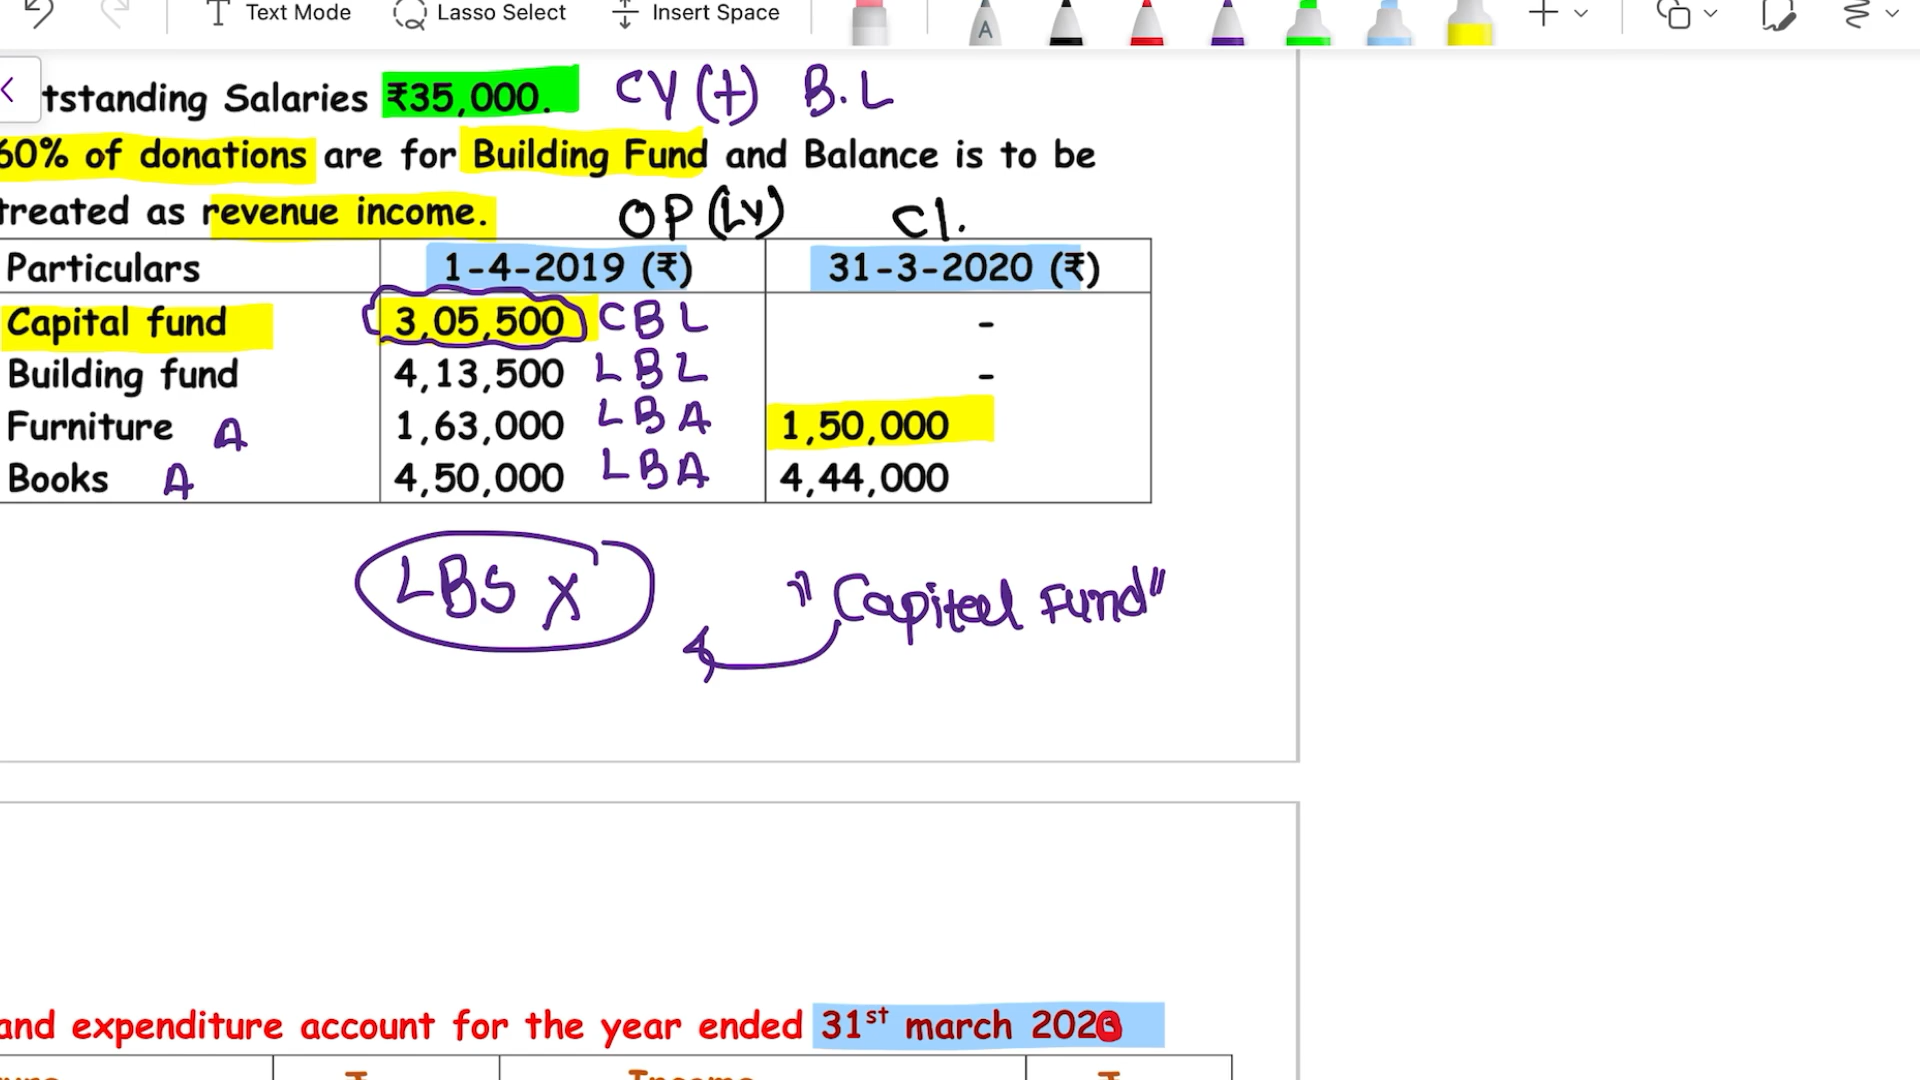 Text Mode Lasso Select Insert Space A
tstanding Salaries ₹35,000. CY (+) B.L
60% of donations are for Building Fund and Balance is to be
treated as revenue income. OP (LY) Cl.
Particulars 1-4-2019 (₹) 31-3-2020 (₹)
Capital fund 3,05,500 CBL -
Building fund 4,13,500 LBL -
Furniture A 1,63,000 LBA 1,50,000
Books A 4,50,000 LBA 4,44,000
LBS X "Capital Fund"
and expenditure account for the year ended 31st march 202
Income